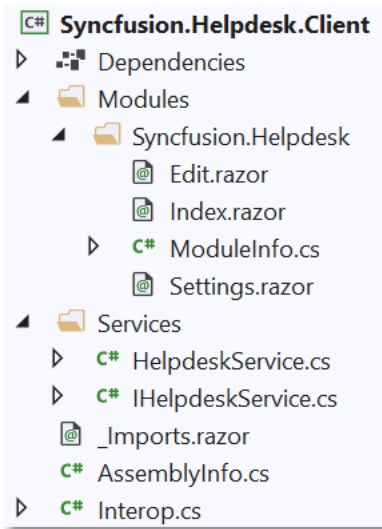 C# Syncfusion.Helpdesk.Client
Dependencies
Modules
Syncfusion.Helpdesk
@ Edit.razor
@ Index.razor
C# ModuleInfo.cs
@ Settings.razor
Services
C# HelpdeskService.cs
C# IHelpdeskService.cs
@ _Imports.razor
C# AssemblyInfo.cs
C# Interop.cs